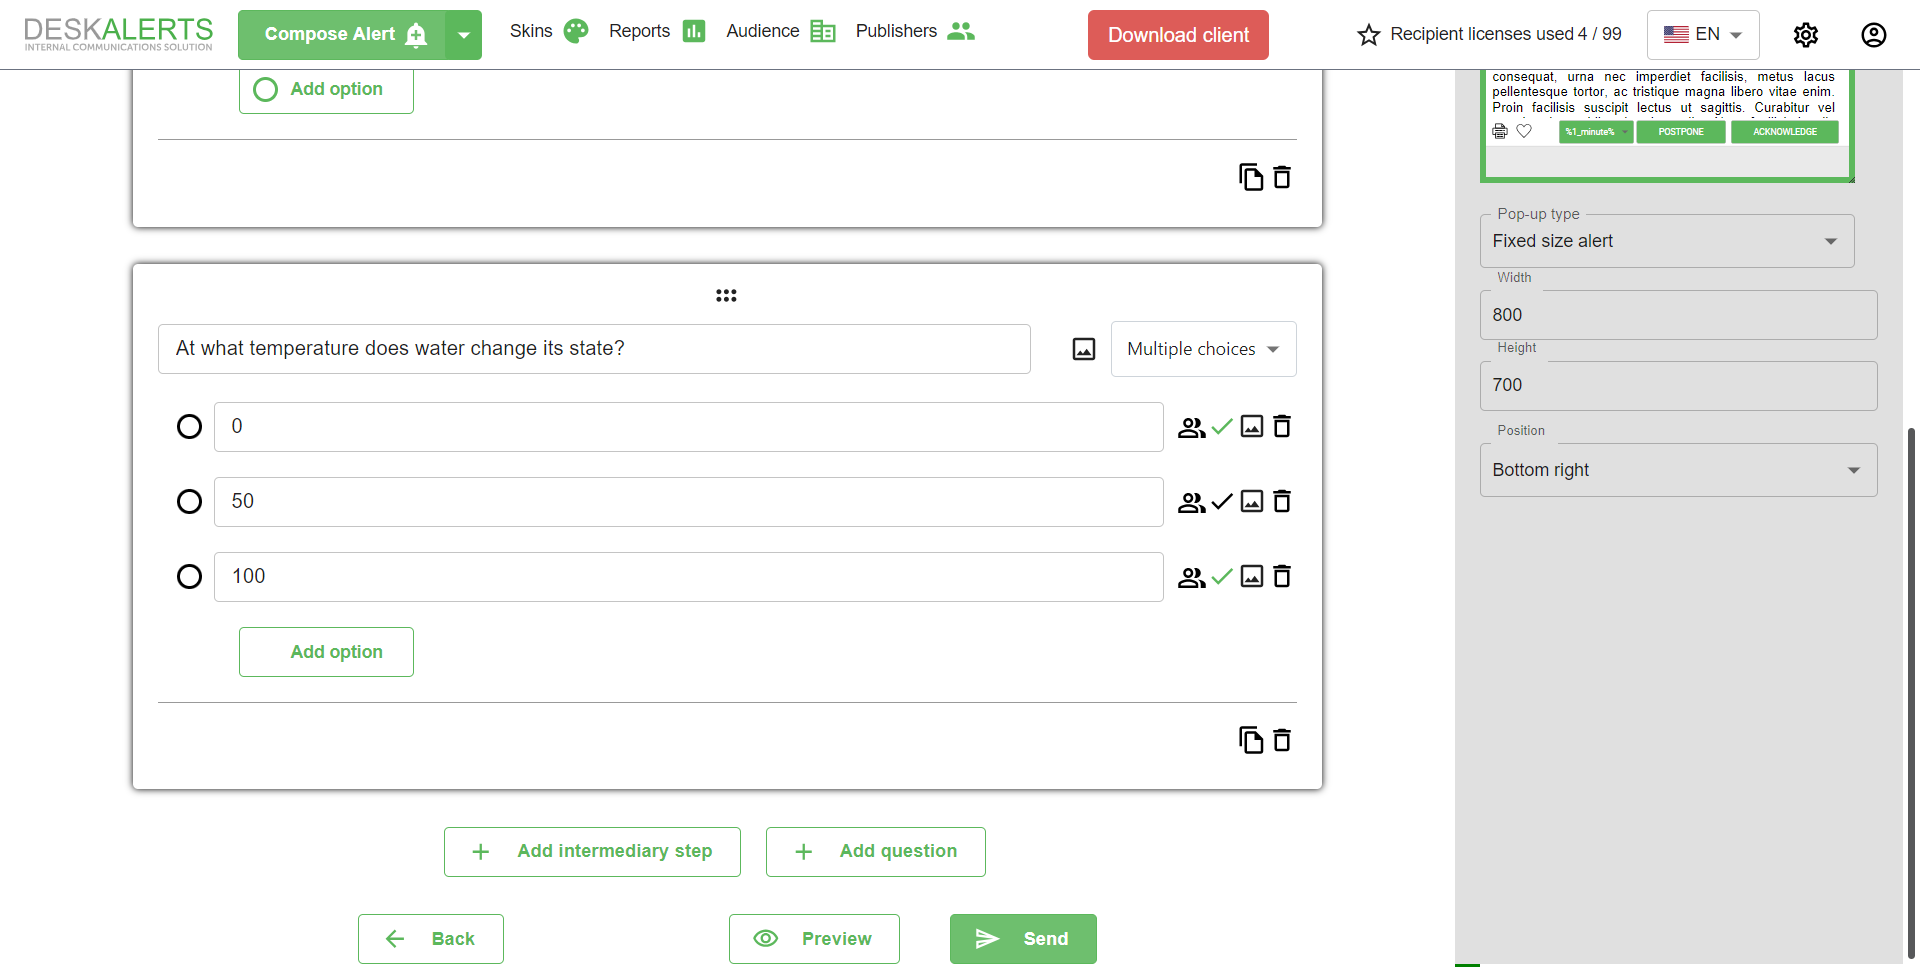 DESKALERTS
INTERNAL COMMUNICATIONS SOLUTION
Compose Alert
Skins
Reports
Audience
Publishers
Download client
Recipient licenses used 4 / 99
EN
Add option
consequat, urna nec imperdiet facilisis, metus lacus
pellentesque tortor, ac tristique magna libero vitae enim.
Proin facilisis suscipit lectus ut sagittis. Curabitur vel
%1_minute%
POSTPONE
ACKNOWLEDGE
Pop-up type
Fixed size alert
Width
800
Height
700
Position
Bottom right
At what temperature does water change its state?
Multiple choices
0
50
100
Add option
Add intermediary step
Add question
Back
Preview
Send